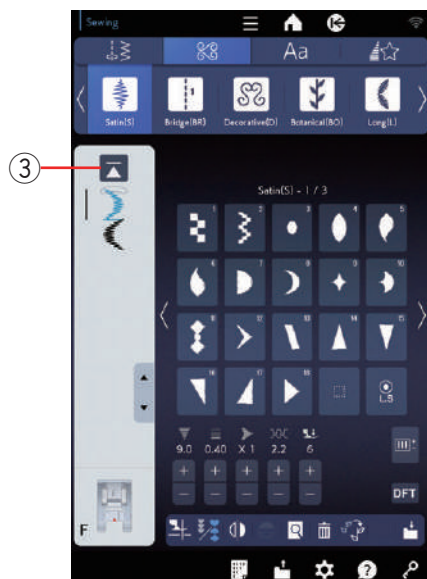 Sewing
Aa
Satin(S) Bridge(BR) Decorative(D) Botanical(BO) Long(L)
3
Satin(S) - 1 / 3
1 2 3 4 5
6 7 8 9 10
11 12 13 14 15
16 17 18 L.S
9.0 0.40 X 1 2.2 6
+ + + + +
− − − − −
DFT
F
?